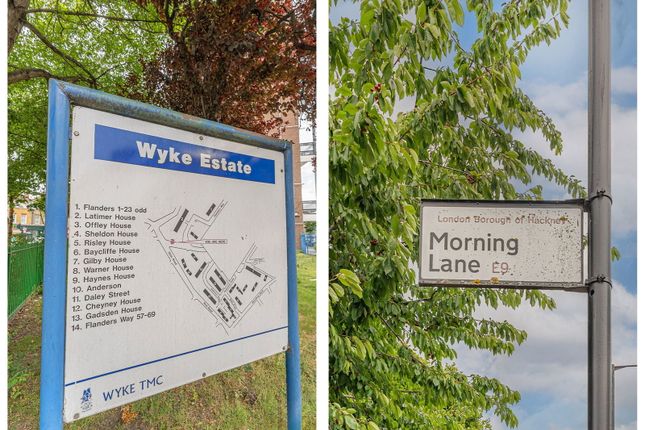 Wyke Estate
1. Flanders 1-23 odd
2. Latimer House
3. Offley House
4. Sheldon House
5. Risley House
6. Baycliffe House
7. Gilby House
8. Warner House
9. Haynes House
10. Anderson
11. Daley Street
12. Cheyney House
13. Gadsden House
14. Flanders Way 57-69
WYKE TMC
London Borough of Hackney
Morning
Lane E9